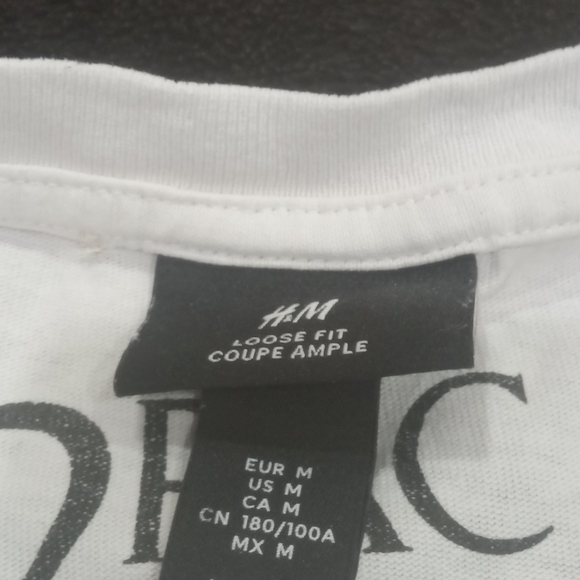 H&M
LOOSE FIT
COUPE AMPLE
EUR M
US M
CA M
CN 180/100A
MX M